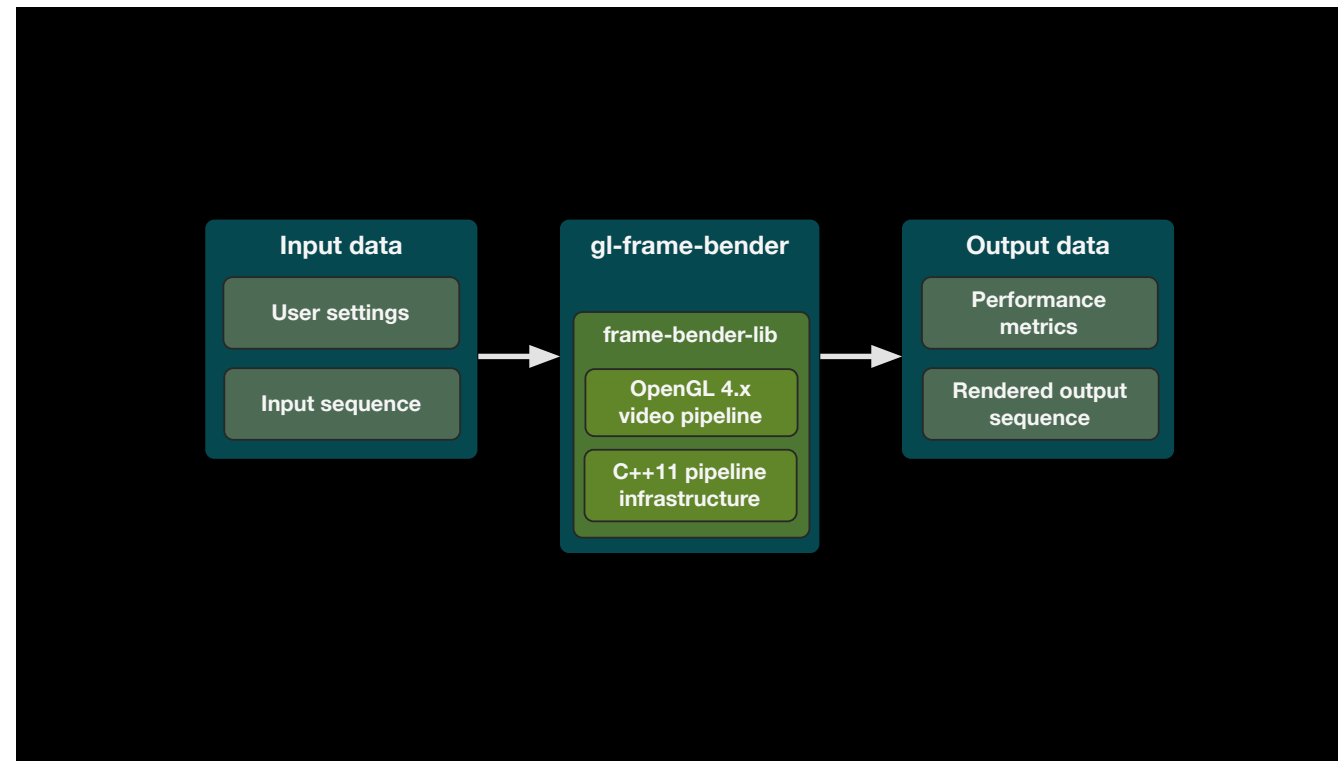 Input data
User settings
Input sequence
gl-frame-bender
frame-bender-lib
OpenGL 4.x
video pipeline
C++11 pipeline
infrastructure
Output data
Performance
metrics
Rendered output
sequence